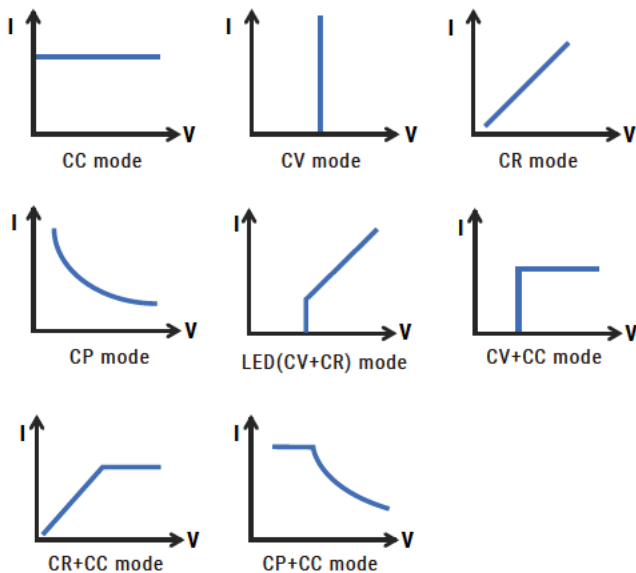 I
V
CC mode
I
V
CV mode
I
V
CR mode
I
V
CP mode
I
V
LED(CV+CR) mode
I
V
CV+CC mode
I
V
CR+CC mode
I
V
CP+CC mode